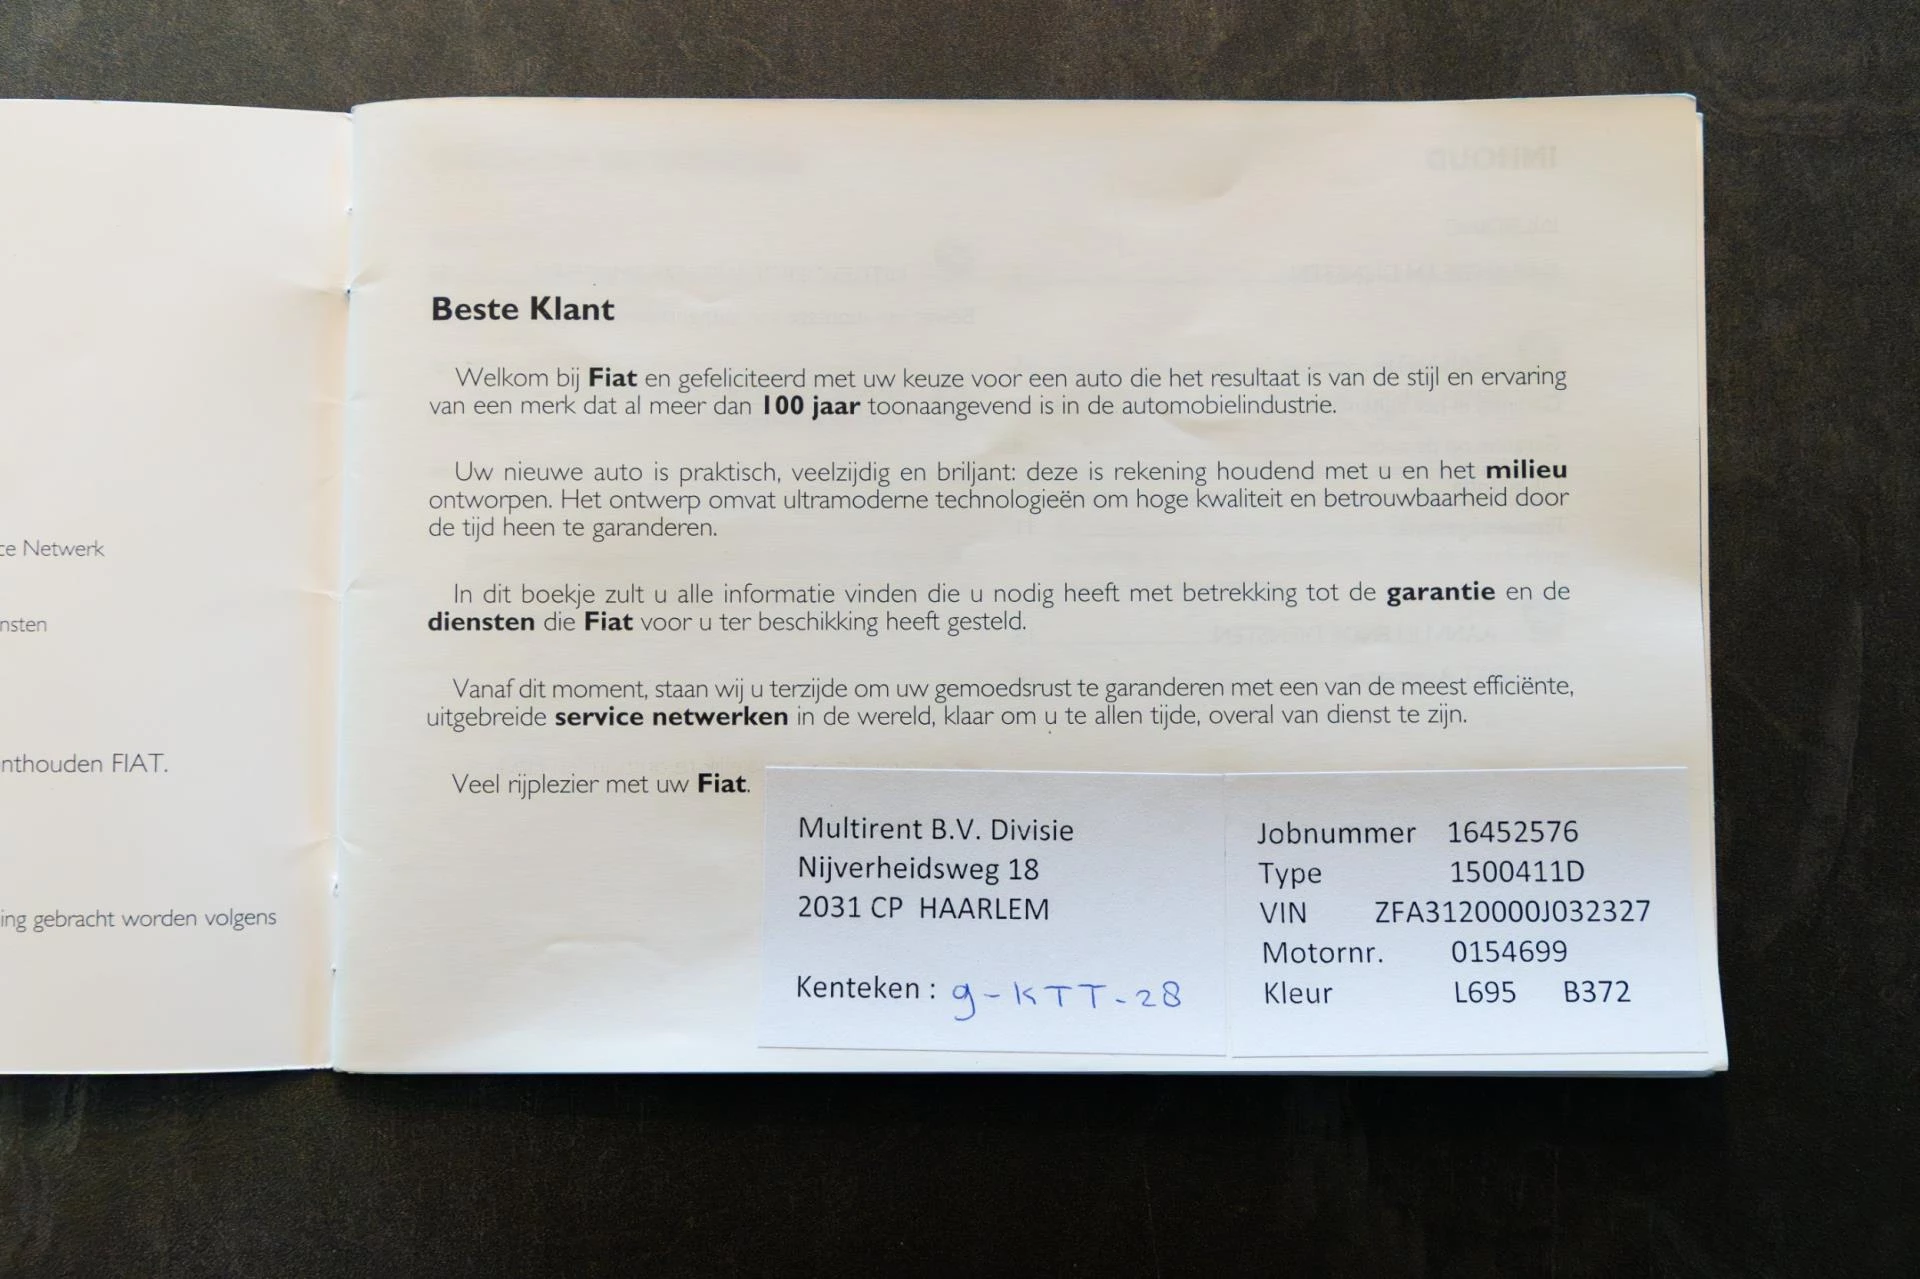 ce Netwerk
nsten
nthouden FIAT.
ing gebracht worden volgens
Beste Klant
Welkom bij Fiat en gefeliciteerd met uw keuze voor een auto die het resultaat is van de stijl en ervaring
van een merk dat al meer dan 100 jaar toonaangevend is in de automobielindustrie.
Uw nieuwe auto is praktisch, veelzijdig en briljant: deze is rekening houdend met u en het milieu
ontworpen. Het ontwerp omvat ultramoderne technologieën om hoge kwaliteit en betrouwbaarheid door
de tijd heen te garanderen.
In dit boekje zult u alle informatie vinden die u nodig heeft met betrekking tot de garantie en de
diensten die Fiat voor u ter beschikking heeft gesteld.
Vanaf dit moment, staan wij u terzijde om uw gemoedsrust te garanderen met een van de meest efficiënte,
uitgebreide service netwerken in de wereld, klaar om u te allen tijde, overal van dienst te zijn.
Veel rijplezier met uw Fiat.
Multirent B.V. Divisie
Nijverheidsweg 18
2031 CP HAARLEM
Kenteken : g-KTT-28
Jobnummer 16452576
Type 1500411D
VIN ZFA3120000J032327
Motornr. 0154699
Kleur L695 B372